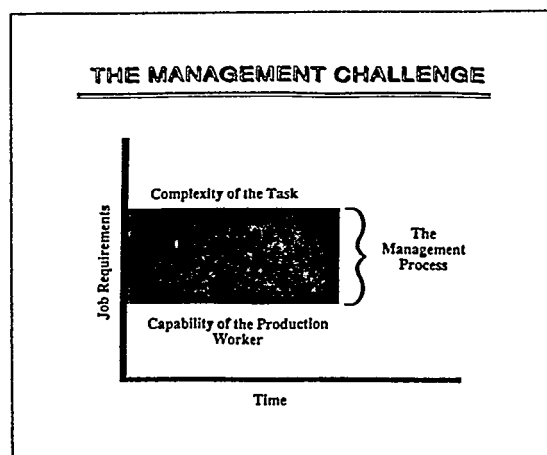 THE MANAGEMENT CHALLENGE
Complexity of the Task
Job Requirements
The
Management
Process
Capability of the Production
Worker
Time